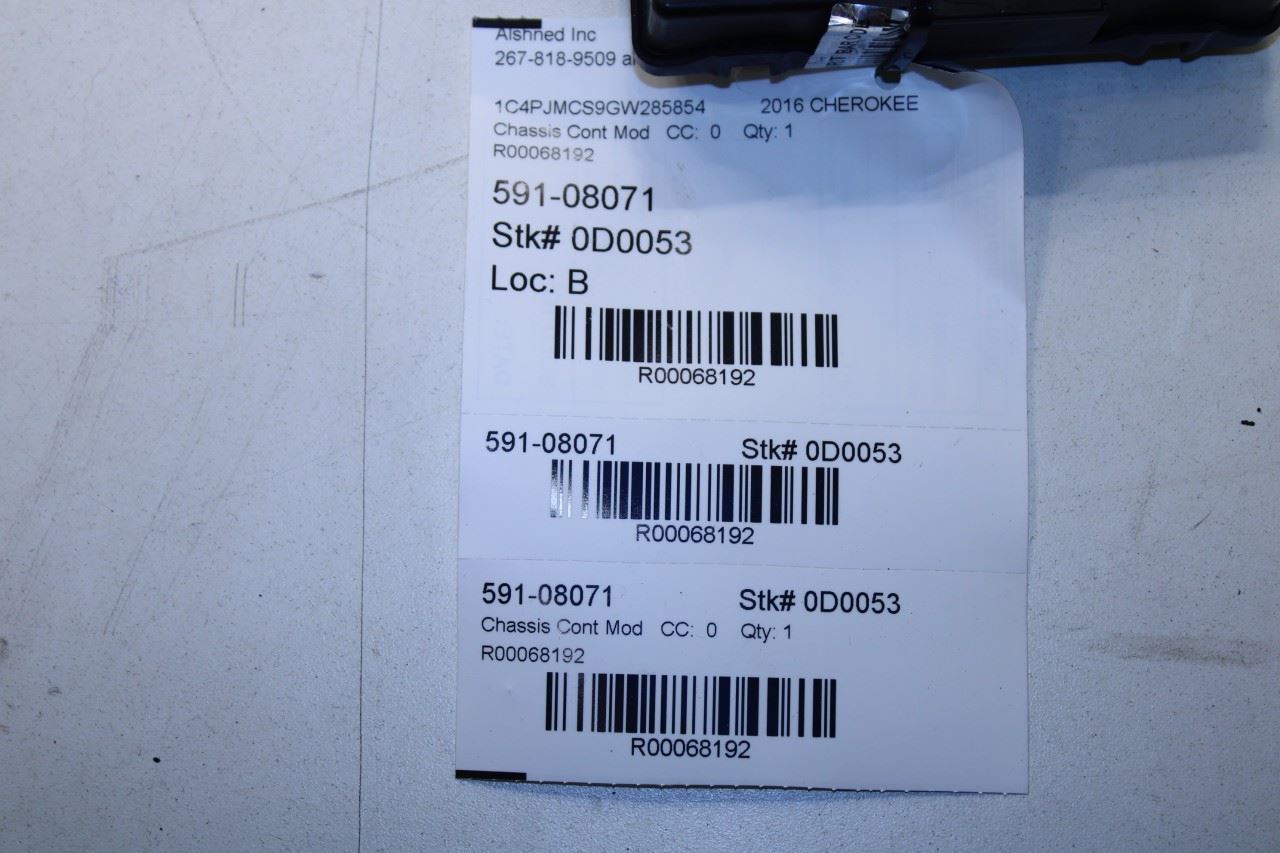 Alshned Inc
267-818-9509
1C4PJMCS9GW285854 2016 CHEROKEE
Chassis Cont Mod CC: 0 Qty: 1
R00068192
591-08071
Stk# 0D0053
Loc: B
R00068192
591-08071 Stk# 0D0053
R00068192
591-08071 Stk# 0D0053
Chassis Cont Mod CC: 0 Qty: 1
R00068192
R00068192